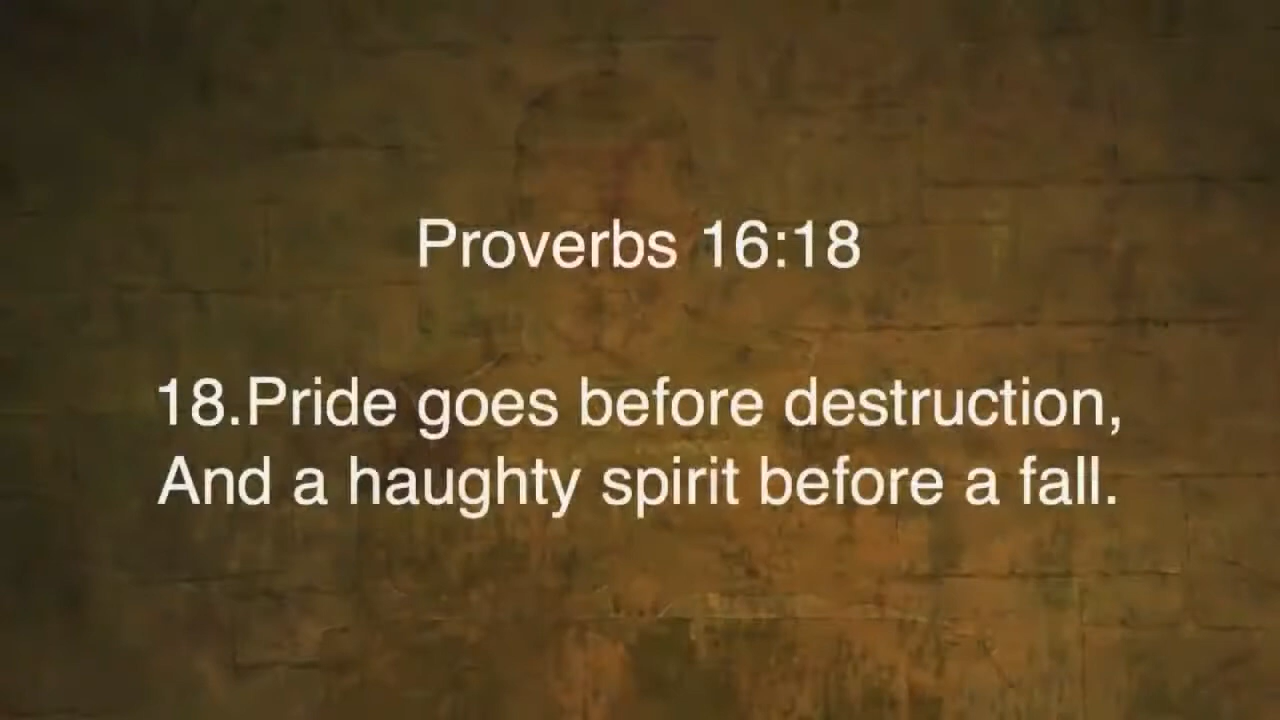 Proverbs 16:18
18.Pride goes before destruction,
And a haughty spirit before a fall.